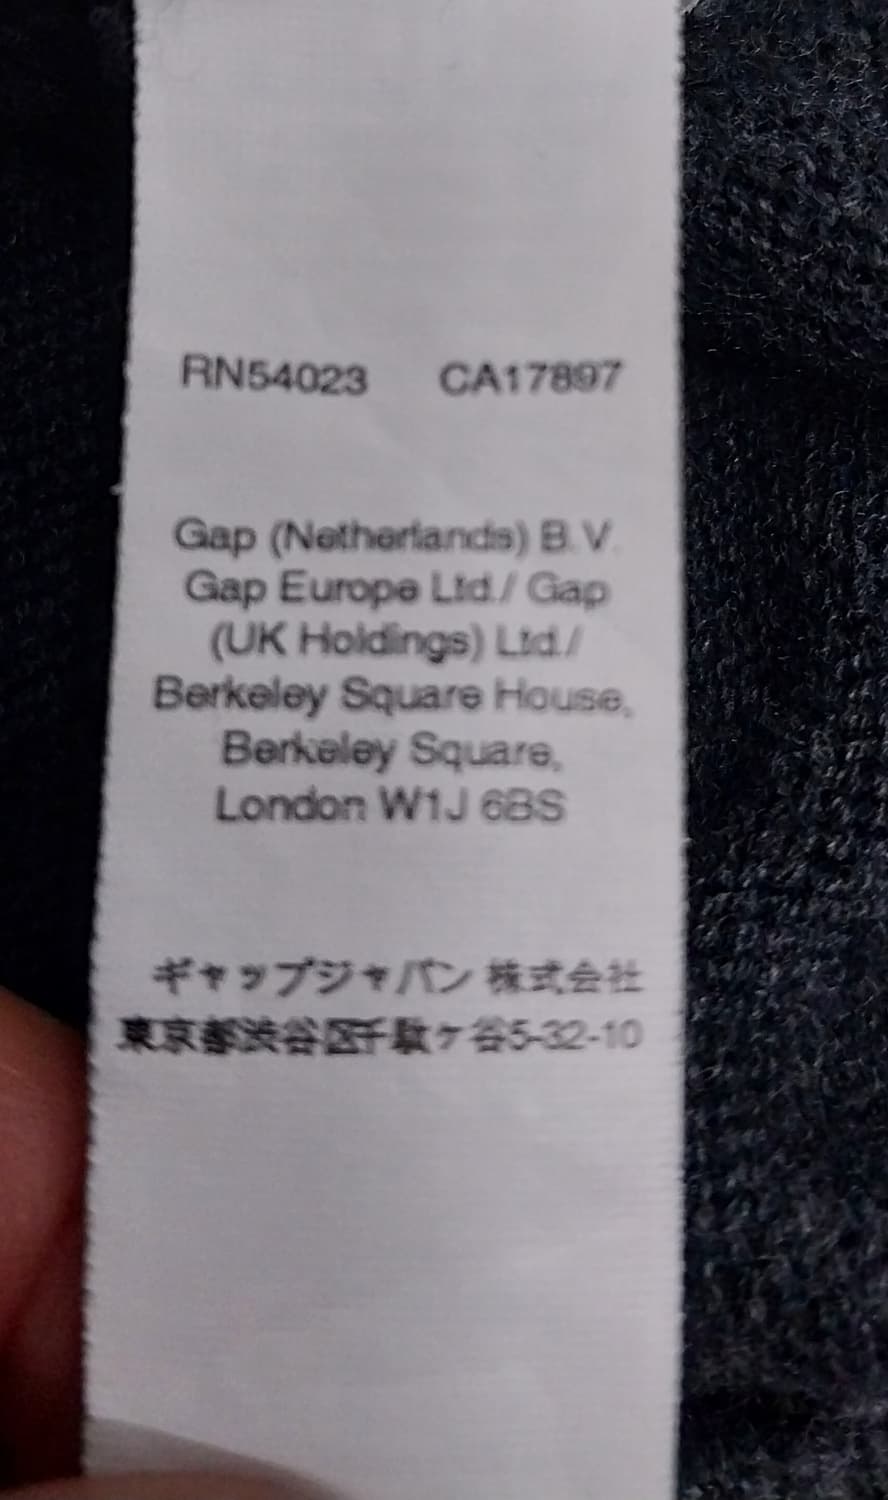 RN54023 CA17897
Gap (Netherlands) B.V.
Gap Europe Ltd./ Gap
(UK Holdings) Ltd./
Berkeley Square House,
Berkeley Square,
London W1J 6BS
ギャップジャパン 株式会社
東京都渋谷区千駄ヶ谷5-32-10